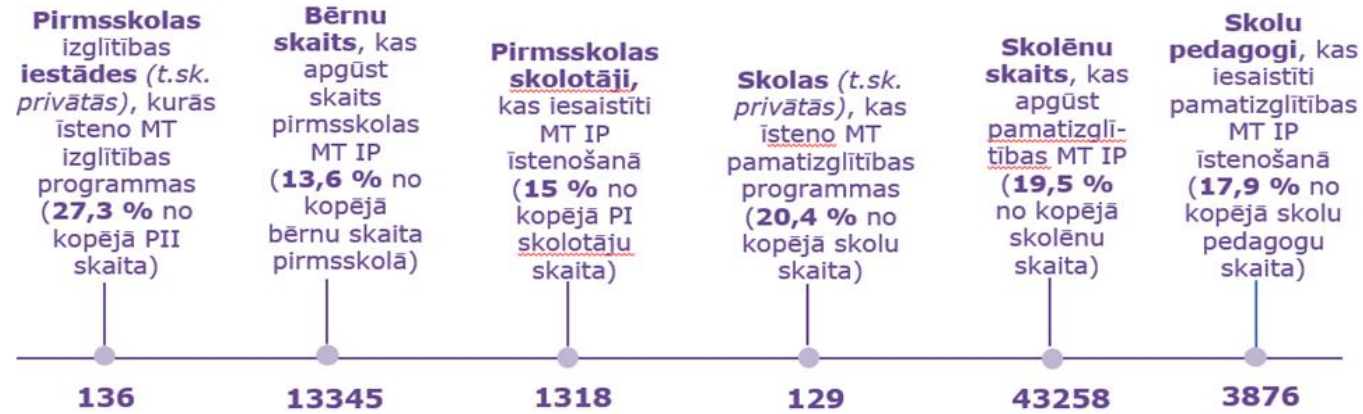 Pirmsskolas
izglītības
iestādes (t.sk.
privātās), kurās
īsteno MT
izglītības
programmas
(27,3 % no
kopējā PII
skaita)
Bērnu
skaits, kas
apgūst
skaits
pirmsskolas
MT IP
(13,6 % no
kopējā
bērnu skaita
pirmsskolā)
Pirmsskolas
skolotāji,
kas iesaistīti
MT IP
īstenošanā
(15 % no
kopējā PI
skolotāju
skaita)
Skolas (t.sk.
privātās), kas
īsteno MT
pamatizglītības
programmas
(20,4 % no
kopējā skolu
skaita)
Skolēnu
skaits, kas
apgūst
pamatizglī-
tības MT IP
(19,5 %
no kopējā
skolēnu
skaita)
Skolu
pedagogi, kas
iesaistīti
pamatizglītības
MT IP
īstenošanā
(17,9 % no
kopējā skolu
pedagogu
skaita)
136
13345
1318
129
43258
3876